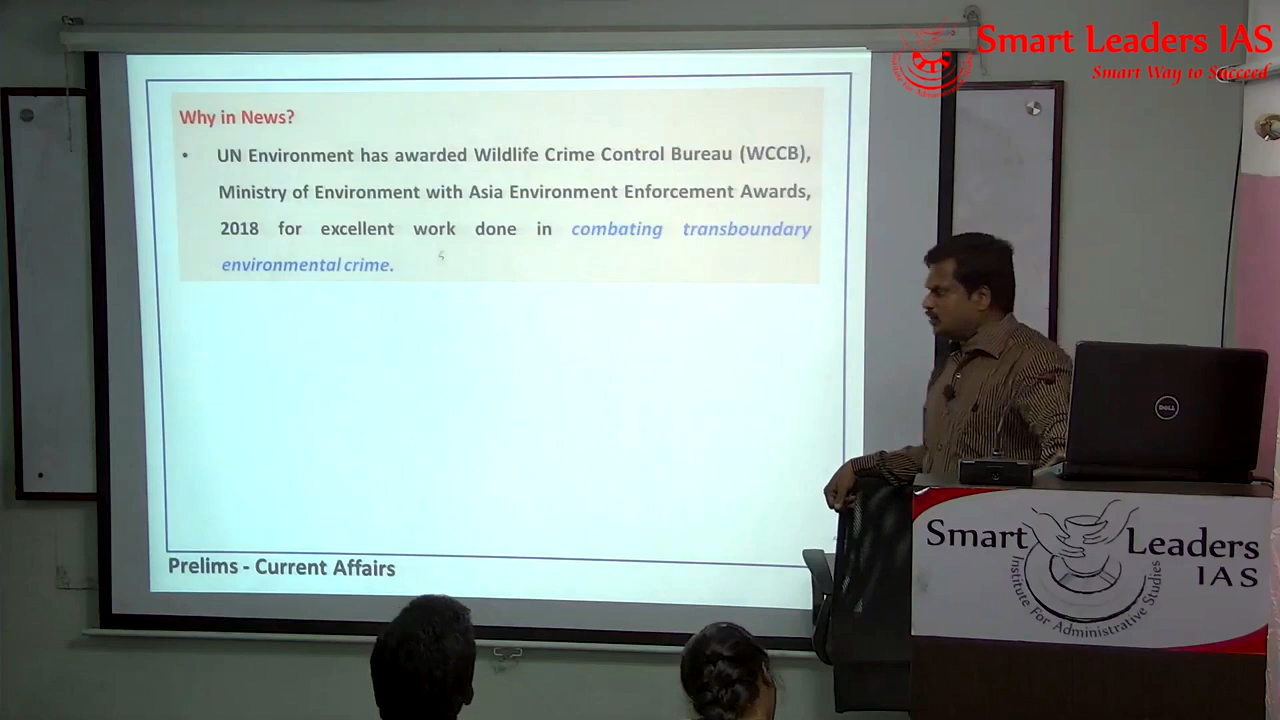 Smart Leaders IAS
Smart Way to Succeed
Why in News?
• UN Environment has awarded Wildlife Crime Control Bureau (WCCB),
Ministry of Environment with Asia Environment Enforcement Awards,
2018 for excellent work done in combating transboundary
environmental crime.
Prelims - Current Affairs
DELL
Smart Leaders
IAS
Institute For Administrative Studies